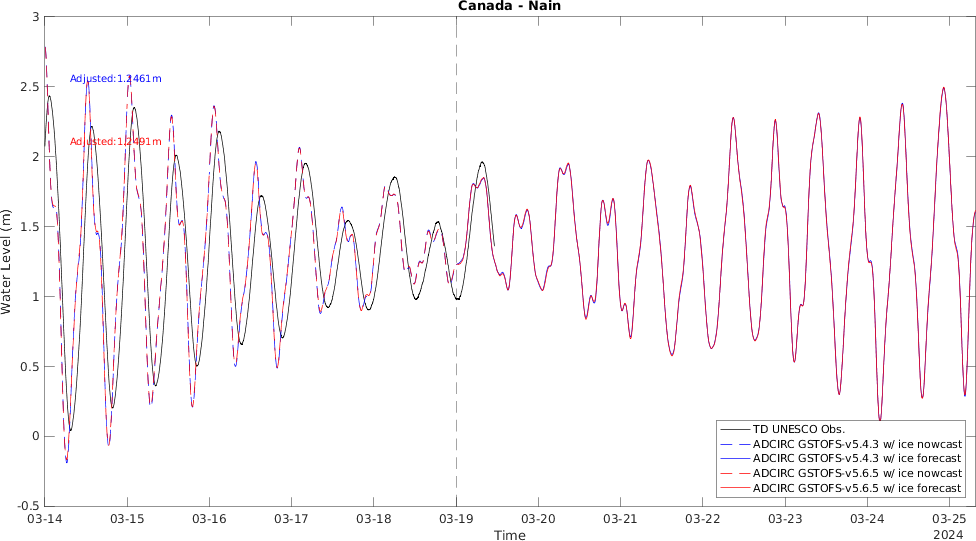 Canada - Nain
Water Level (m)
3
2.5
2
1.5
1
0.5
0
-0.5
Adjusted:1.2461m
Adjusted:1.2491m
TD UNESCO Obs.
ADCIRC GSTOFS-v5.4.3 w/ ice nowcast
ADCIRC GSTOFS-v5.4.3 w/ ice forecast
ADCIRC GSTOFS-v5.6.5 w/ ice nowcast
ADCIRC GSTOFS-v5.6.5 w/ ice forecast
03-14 03-15 03-16 03-17 03-18 03-19 03-20 03-21 03-22 03-23 03-24 03-25
Time
2024